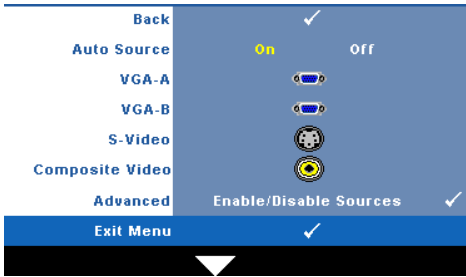 Back
Auto Source On Off
VGA-A
VGA-B
S-Video
Composite Video
Advanced Enable/Disable Sources
Exit Menu